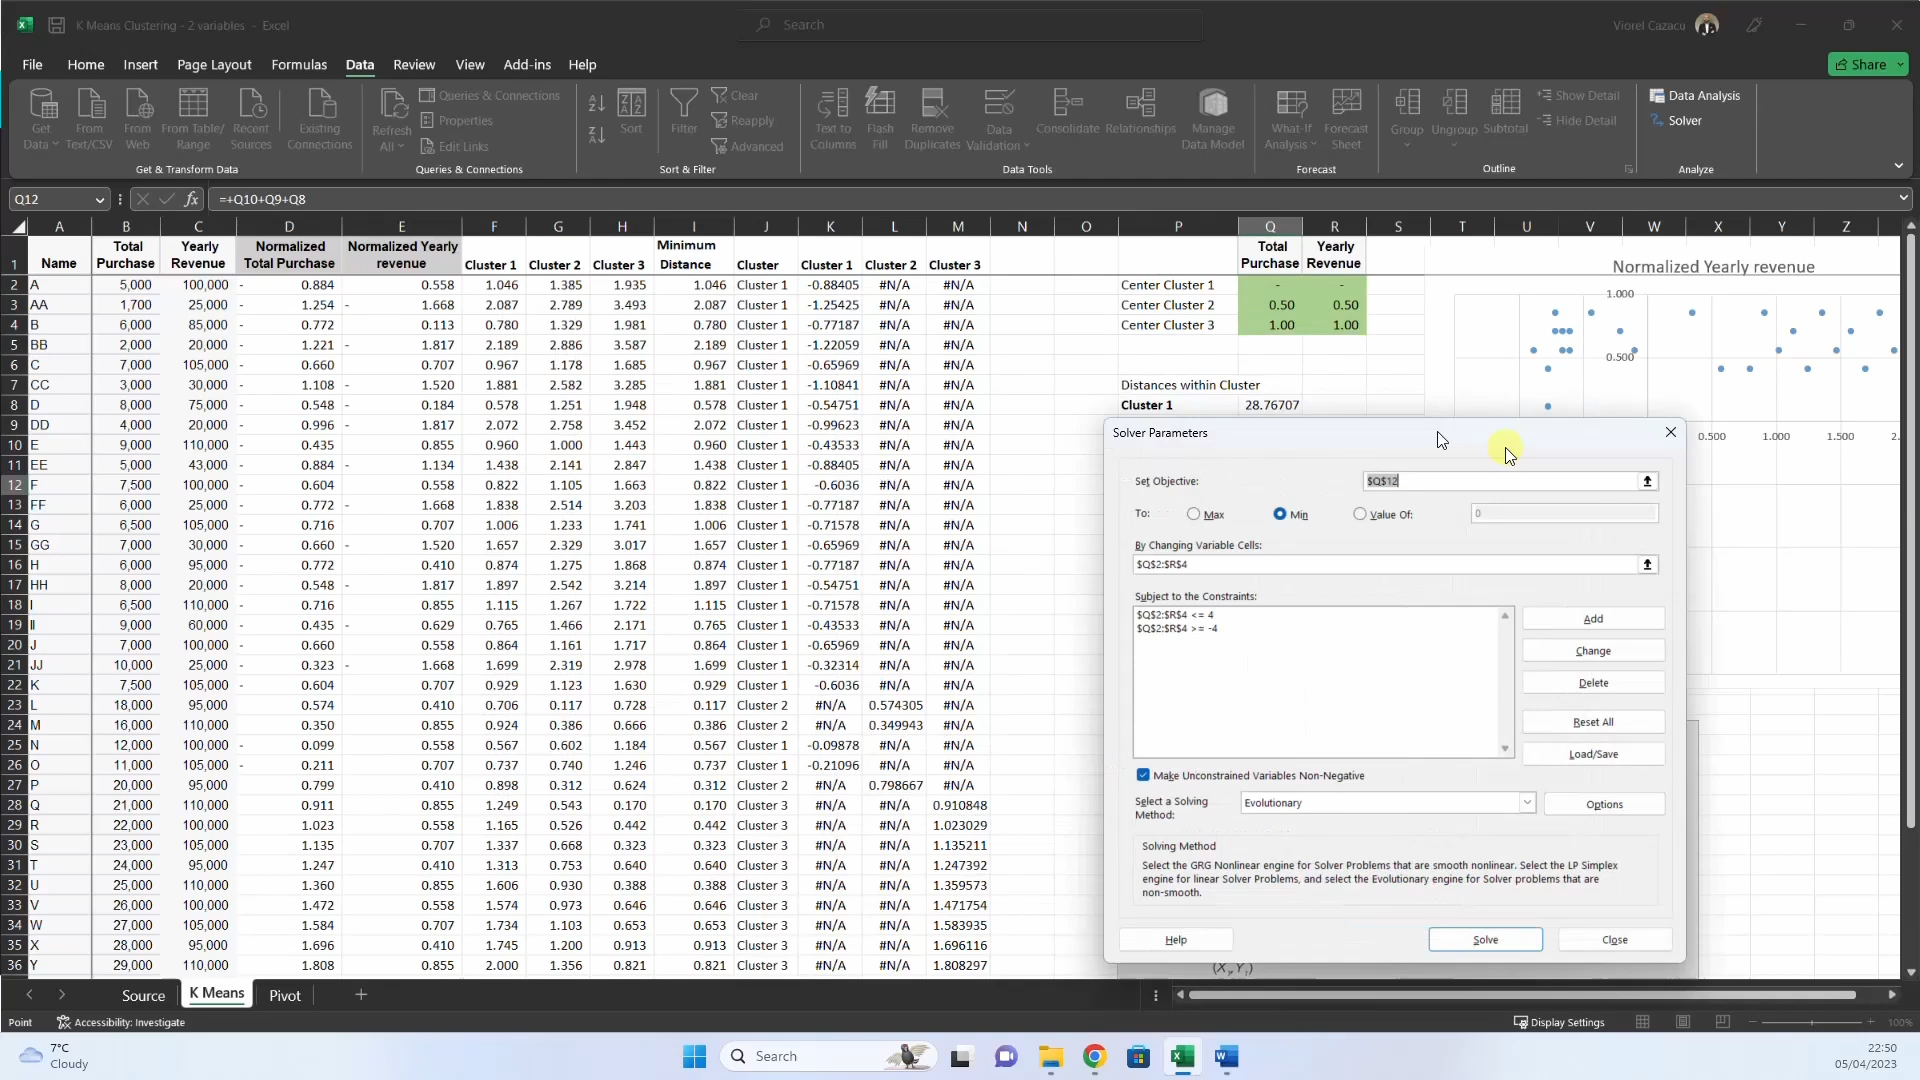 K Means Clustering - 2 variables - Excel
Search
Viorel Cazacu
File Home Insert Page Layout Formulas Data Review View Add-ins Help
Share
Get Data
From Text/CSV
From Web
From Table/ Range
Recent Sources
Existing Connections
Get & Transform Data
Refresh All
Queries & Connections
Properties
Edit Links
Queries & Connections
Sort
Filter
Clear
Reapply
Advanced
Sort & Filter
Text to Columns
Flash Fill
Remove Duplicates
Data Validation
Consolidate
Relationships
Manage Data Model
Data Tools
What-If Analysis
Forecast Sheet
Forecast
Group
Ungroup
Subtotal
Show Detail
Hide Detail
Outline
Data Analysis
Solver
Analyze
Q12
fx
=+Q10+Q9+Q8
A B C D E F G H I J K L M N O P Q R S T U V W X Y Z
1 Name Total Purchase Yearly Revenue Normalized Total Purchase Normalized Yearly revenue Cluster 1 Cluster 2 Cluster 3 Minimum Distance Cluster Cluster 1 Cluster 2 Cluster 3 Total Purchase Yearly Revenue
2 A 5,000 100,000 - 0.884 0.558 1.046 1.385 1.935 1.046 Cluster 1 -0.88405 #N/A #N/A Center Cluster 1 - -
3 AA 1,700 25,000 - 1.254 - 1.668 2.087 2.789 3.493 2.087 Cluster 1 -1.25425 #N/A #N/A Center Cluster 2 0.50 0.50
4 B 6,000 85,000 - 0.772 0.113 0.780 1.329 1.981 0.780 Cluster 1 -0.77187 #N/A #N/A Center Cluster 3 1.00 1.00
5 BB 2,000 20,000 - 1.221 - 1.817 2.189 2.886 3.587 2.189 Cluster 1 -1.22059 #N/A #N/A
6 C 7,000 105,000 - 0.660 0.707 0.967 1.178 1.685 0.967 Cluster 1 -0.65969 #N/A #N/A
7 CC 3,000 30,000 - 1.108 - 1.520 1.881 2.582 3.285 1.881 Cluster 1 -1.10841 #N/A #N/A Distances within Cluster
8 D 8,000 75,000 - 0.548 - 0.184 0.578 1.251 1.948 0.578 Cluster 1 -0.54751 #N/A #N/A Cluster 1 28.76707
9 DD 4,000 20,000 - 0.996 - 1.817 2.072 2.758 3.452 2.072 Cluster 1 -0.99623 #N/A #N/A
10 E 9,000 110,000 - 0.435 0.855 0.960 1.000 1.443 0.960 Cluster 1 -0.43533 #N/A #N/A
11 EE 5,000 43,000 - 0.884 - 1.134 1.438 2.141 2.847 1.438 Cluster 1 -0.88405 #N/A #N/A
12 F 7,500 100,000 - 0.604 0.558 0.822 1.105 1.663 0.822 Cluster 1 -0.6036 #N/A #N/A
13 FF 6,000 25,000 - 0.772 - 1.668 1.838 2.514 3.203 1.838 Cluster 1 -0.77187 #N/A #N/A
14 G 6,500 105,000 - 0.716 0.707 1.006 1.233 1.741 1.006 Cluster 1 -0.71578 #N/A #N/A
15 GG 7,000 30,000 - 0.660 - 1.520 1.657 2.329 3.017 1.657 Cluster 1 -0.65969 #N/A #N/A
16 H 6,000 95,000 - 0.772 0.410 0.874 1.275 1.868 0.874 Cluster 1 -0.77187 #N/A #N/A
17 HH 8,000 20,000 - 0.548 - 1.817 1.897 2.542 3.214 1.897 Cluster 1 -0.54751 #N/A #N/A
18 I 6,500 110,000 - 0.716 0.855 1.115 1.267 1.722 1.115 Cluster 1 -0.71578 #N/A #N/A
19 II 9,000 60,000 - 0.435 - 0.629 0.765 1.466 2.171 0.765 Cluster 1 -0.43533 #N/A #N/A
20 J 7,000 100,000 - 0.660 0.558 0.864 1.161 1.717 0.864 Cluster 1 -0.65969 #N/A #N/A
21 JJ 10,000 25,000 - 0.323 - 1.668 1.699 2.319 2.978 1.699 Cluster 1 -0.32314 #N/A #N/A
22 K 7,500 105,000 - 0.604 0.707 0.929 1.123 1.630 0.929 Cluster 1 -0.6036 #N/A #N/A
23 L 18,000 95,000 0.574 0.410 0.706 0.117 0.728 0.117 Cluster 2 #N/A 0.574305 #N/A
24 M 16,000 110,000 0.350 0.855 0.924 0.386 0.666 0.386 Cluster 2 #N/A 0.349943 #N/A
25 N 12,000 100,000 - 0.099 0.558 0.567 0.602 1.184 0.567 Cluster 1 -0.09878 #N/A #N/A
26 O 11,000 105,000 - 0.211 0.707 0.737 0.740 1.246 0.737 Cluster 1 -0.21096 #N/A #N/A
27 P 20,000 95,000 0.799 0.410 0.898 0.312 0.624 0.312 Cluster 2 #N/A 0.798667 #N/A
28 Q 21,000 110,000 0.911 0.855 1.249 0.543 0.170 0.170 Cluster 3 #N/A #N/A 0.910848
29 R 22,000 100,000 1.023 0.558 1.165 0.526 0.442 0.442 Cluster 3 #N/A #N/A 1.023029
30 S 23,000 105,000 1.135 0.707 1.337 0.668 0.323 0.323 Cluster 3 #N/A #N/A 1.135211
31 T 24,000 95,000 1.247 0.410 1.313 0.753 0.640 0.640 Cluster 3 #N/A #N/A 1.247392
32 U 25,000 110,000 1.360 0.855 1.606 0.930 0.388 0.388 Cluster 3 #N/A #N/A 1.359573
33 V 26,000 100,000 1.472 0.558 1.574 0.973 0.646 0.646 Cluster 3 #N/A #N/A 1.471754
34 W 27,000 105,000 1.584 0.707 1.734 1.103 0.653 0.653 Cluster 3 #N/A #N/A 1.583935
35 X 28,000 95,000 1.696 0.410 1.745 1.200 0.913 0.913 Cluster 3 #N/A #N/A 1.696116
36 Y 29,000 110,000 1.808 0.855 2.000 1.356 0.821 0.821 Cluster 3 #N/A #N/A 1.808297
Normalized Yearly revenue
1.000
0.500
0.500 1.000 1.500 2.
Solver Parameters
Set Objective: $Q$12
To: Max Min Value Of: 0
By Changing Variable Cells:
$Q$2:$R$4
Subject to the Constraints:
$Q$2:$R$4 <= 4
$Q$2:$R$4 >= -4
Add
Change
Delete
Reset All
Load/Save
Make Unconstrained Variables Non-Negative
Select a Solving Method: Evolutionary Options
Solving Method
Select the GRG Nonlinear engine for Solver Problems that are smooth nonlinear. Select the LP Simplex
engine for linear Solver Problems, and select the Evolutionary engine for Solver problems that are
non-smooth.
Help Solve Close
Source K Means Pivot
Point Accessibility: Investigate Display Settings 100%
7°C
Cloudy
Search
22:50
05/04/2023